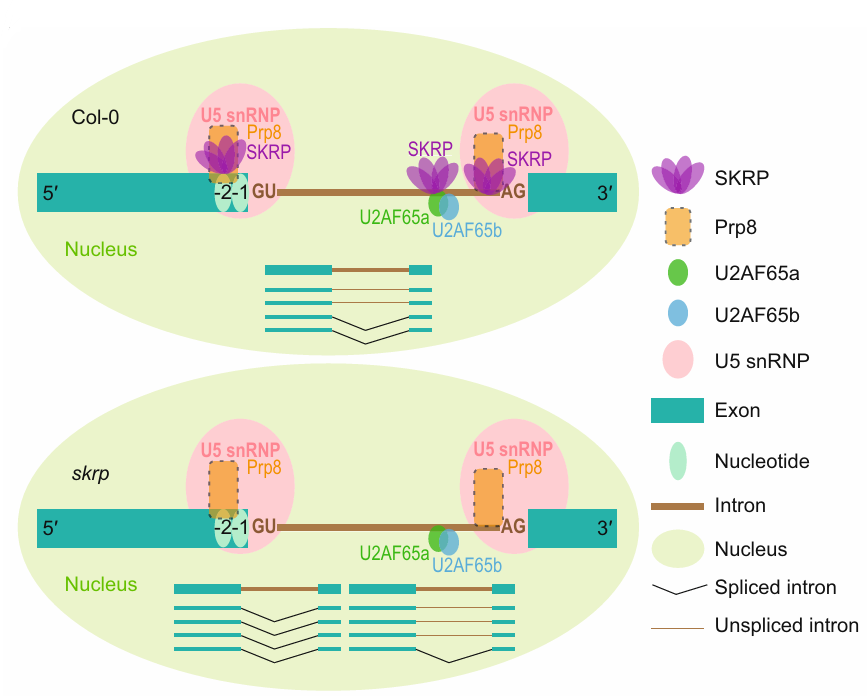 Col-0
U5 snRNP
Prp8
SKRP
SKRP
U5 snRNP
Prp8
SKRP
5′
-2-1
GU
AG
3′
U2AF65a
U2AF65b
Nucleus
skrp
U5 snRNP
Prp8
U5 snRNP
Prp8
5′
-2-1
GU
AG
3′
U2AF65a
U2AF65b
Nucleus
SKRP
Prp8
U2AF65a
U2AF65b
U5 snRNP
Exon
Nucleotide
Intron
Nucleus
Spliced intron
Unspliced intron